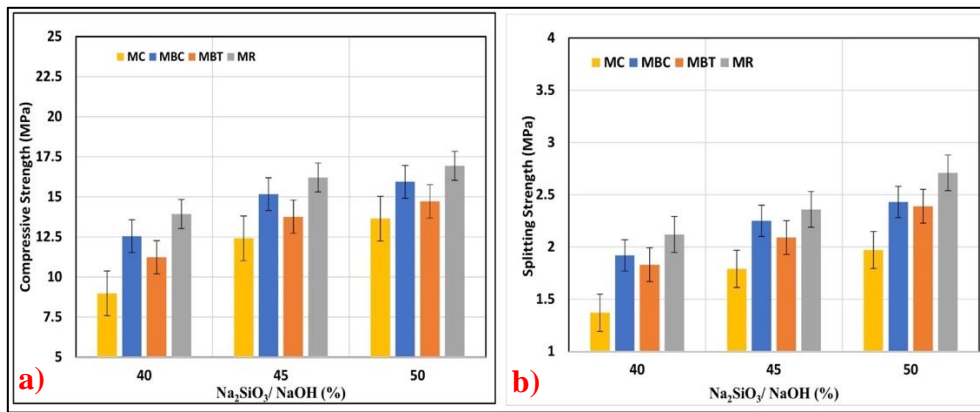 25
22.5
20
17.5
15
12.5
10
7.5
5
Compressive Strength (MPa)
MC MBC MBT MR
40 45 50
Na₂SiO₃/ NaOH (%)
a)
4
3.5
3
2.5
2
1.5
1
Splitting Strength (MPa)
MC MBC MBT MR
40 45 50
Na₂SiO₃/ NaOH (%)
b)